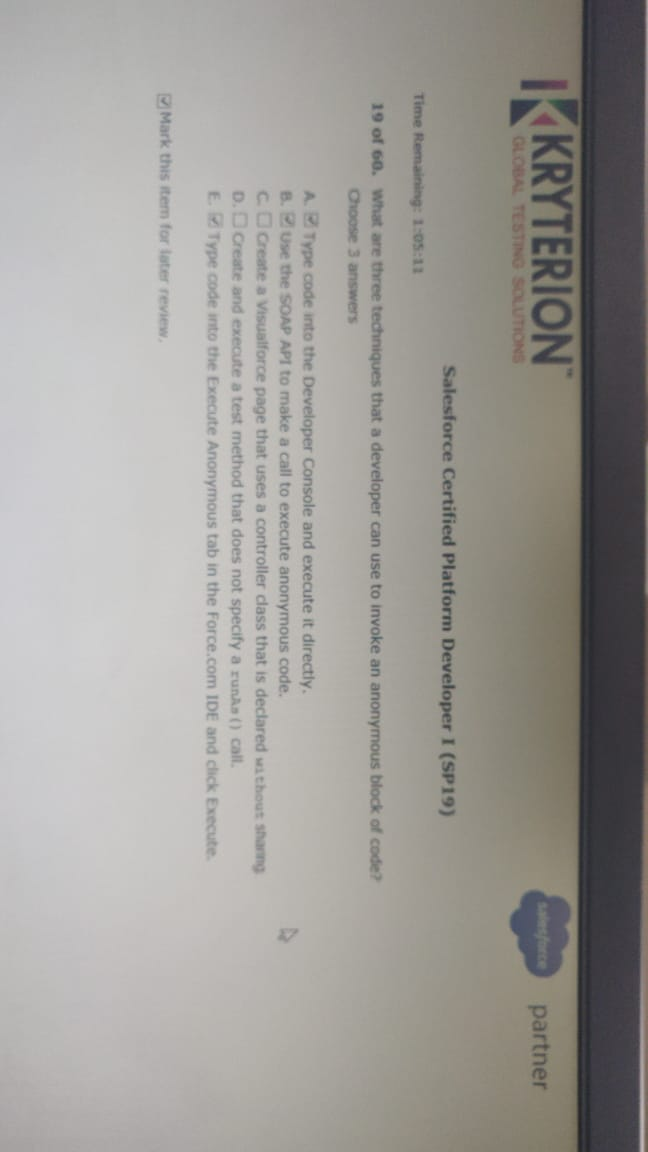 KRYTERION™
GLOBAL TESTING SOLUTIONS
salesforce
partner
Salesforce Certified Platform Developer I (SP19)
Time Remaining: 1:05:11
19 of 60. What are three techniques that a developer can use to invoke an anonymous block of code?
Choose 3 answers
A. Type code into the Developer Console and execute it directly.
B. Use the SOAP API to make a call to execute anonymous code.
C. Create a Visualforce page that uses a controller class that is declared without sharing
D. Create and execute a test method that does not specify a runAs() call.
E. Type code into the Execute Anonymous tab in the Force.com IDE and click Execute.
Mark this item for later review.